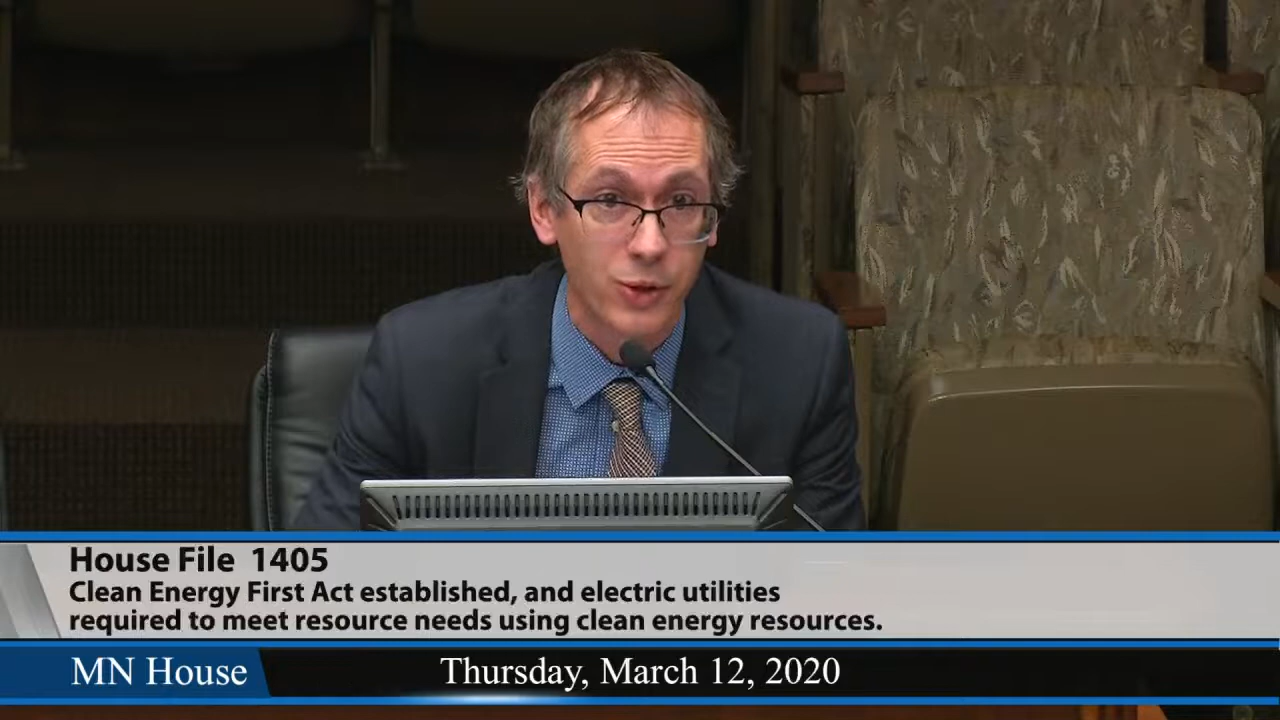 House File 1405
Clean Energy First Act established, and electric utilities
required to meet resource needs using clean energy resources.
MN House
Thursday, March 12, 2020